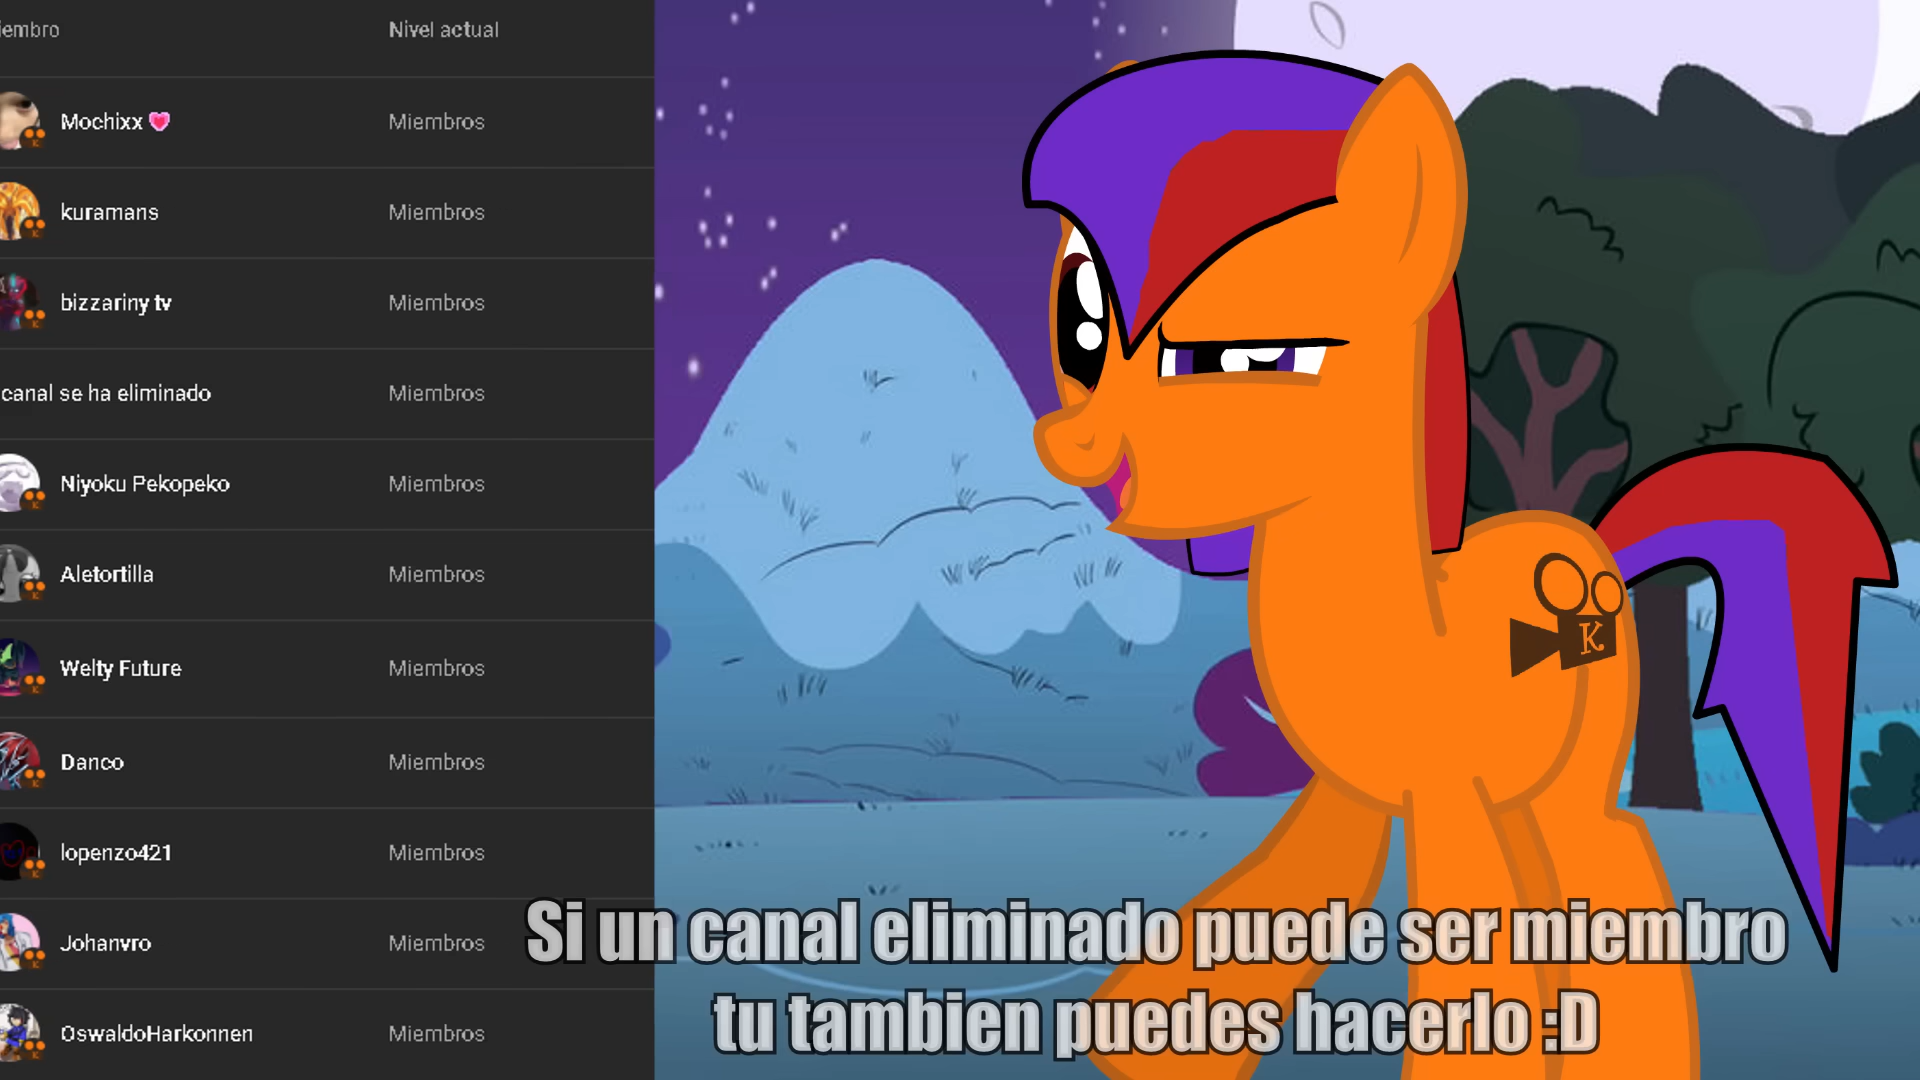 iembro Nivel actual
Mochixx 💗 Miembros
kuramans Miembros
bizzariny tv Miembros
canal se ha eliminado Miembros
Niyoku Pekopeko Miembros
Aletortilla Miembros
Welty Future Miembros
Danco Miembros
lopenzo421 Miembros
Johanvro Miembros
OswaldoHarkonnen Miembros
K
Si un canal eliminado puede ser miembro
tu tambien puedes hacerlo :D